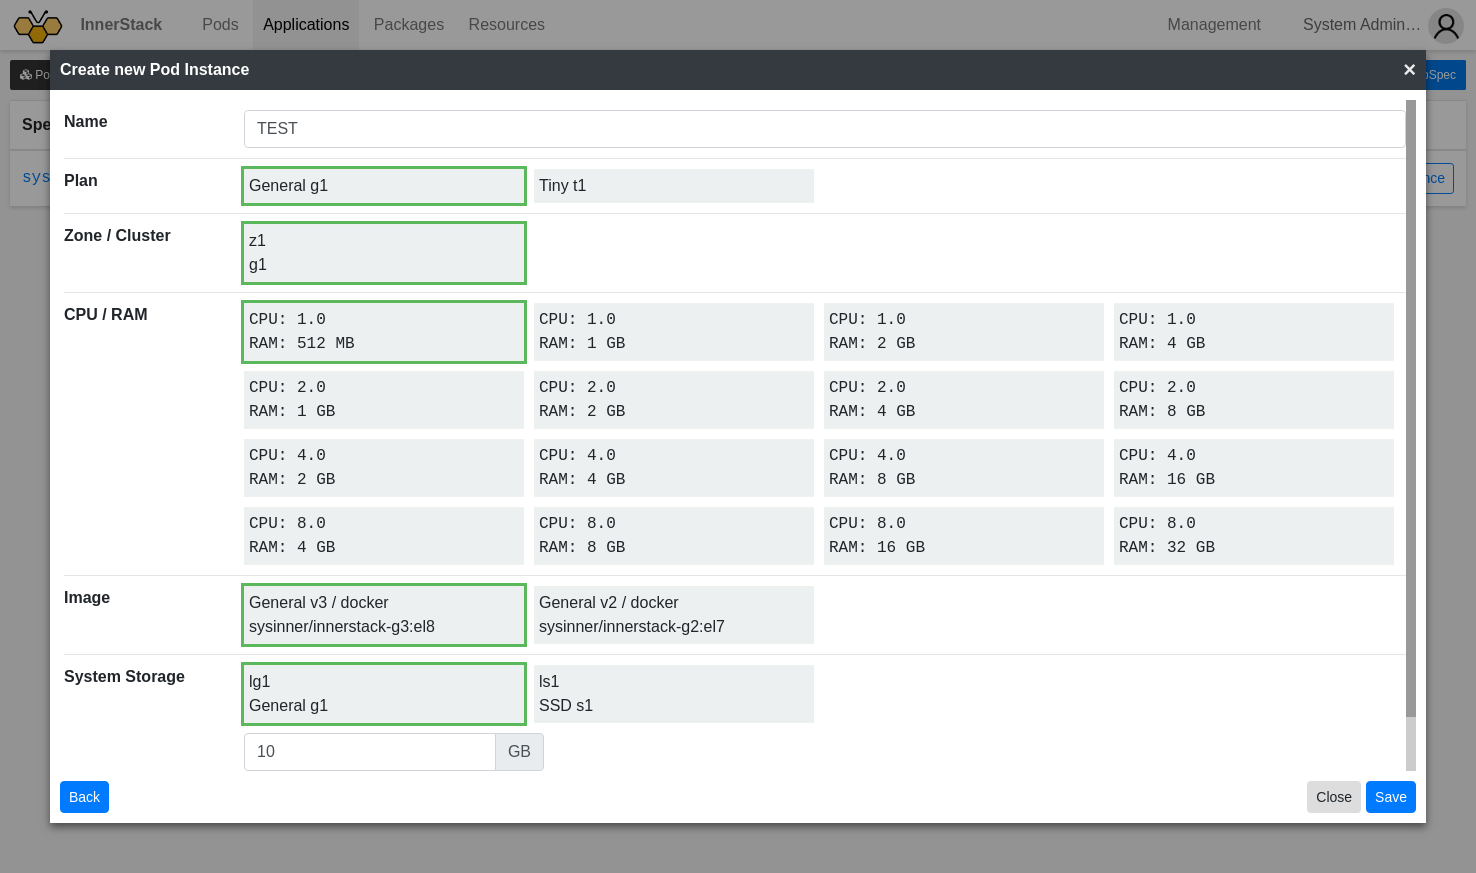 InnerStack Pods Applications Packages Resources Management System Admin…
Create new Pod Instance ×
Name TEST
Plan General g1 Tiny t1
Zone / Cluster z1
g1
CPU / RAM CPU: 1.0 CPU: 1.0 CPU: 1.0 CPU: 1.0
RAM: 512 MB RAM: 1 GB RAM: 2 GB RAM: 4 GB
CPU: 2.0 CPU: 2.0 CPU: 2.0 CPU: 2.0
RAM: 1 GB RAM: 2 GB RAM: 4 GB RAM: 8 GB
CPU: 4.0 CPU: 4.0 CPU: 4.0 CPU: 4.0
RAM: 2 GB RAM: 4 GB RAM: 8 GB RAM: 16 GB
CPU: 8.0 CPU: 8.0 CPU: 8.0 CPU: 8.0
RAM: 4 GB RAM: 8 GB RAM: 16 GB RAM: 32 GB
Image General v3 / docker General v2 / docker
sysinner/innerstack-g3:el8 sysinner/innerstack-g2:el7
System Storage lg1 ls1
General g1 SSD s1
10 GB
Back Close Save